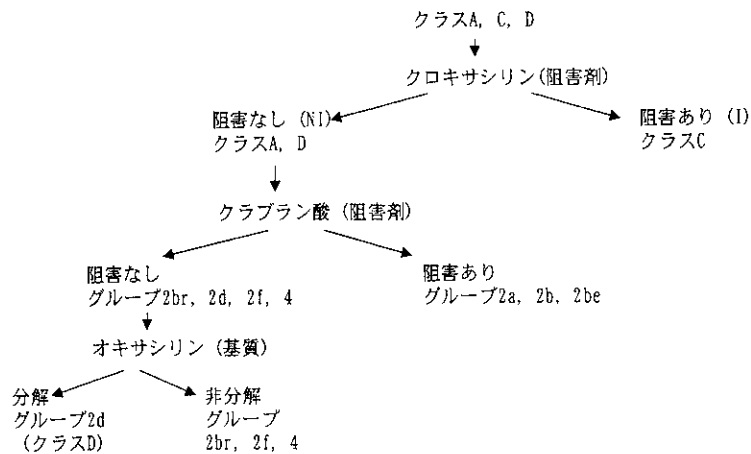 クラスA, C, D
クロキサシリン(阻害剤)
阻害なし (NI)
クラスA, D
阻害あり (I)
クラスC
クラブラン酸 (阻害剤)
阻害なし
グループ2br, 2d, 2f, 4
阻害あり
グループ2a, 2b, 2be
オキサシリン (基質)
分解
グループ2d
(クラスD)
非分解
グループ
2br, 2f, 4